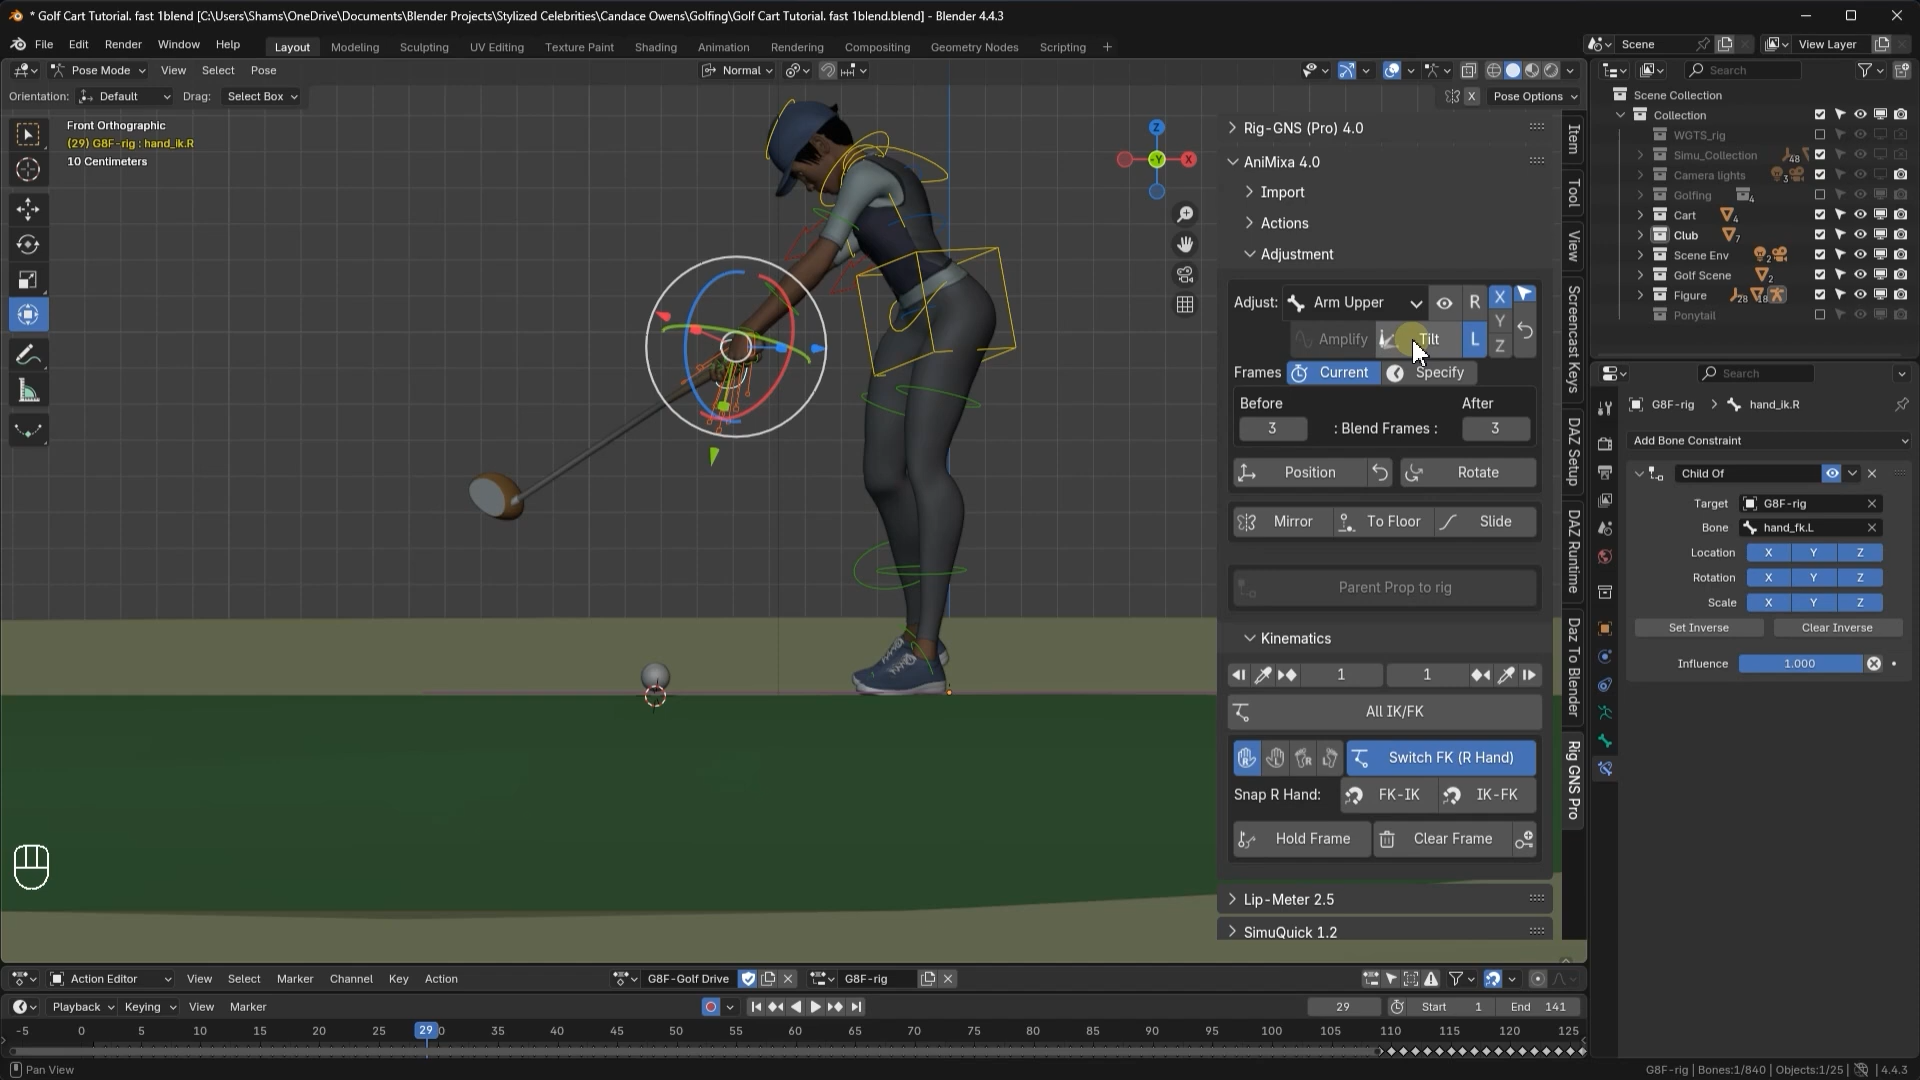 * Golf Cart Tutorial. fast 1blend [C:\Users\Shams\OneDrive\Documents\Blender Projects\Stylized Celebrities\Candace Owens\Golfing\Golf Cart Tutorial. fast 1blend.blend] - Blender 4.4.3
File Edit Render Window Help Layout Modeling Sculpting UV Editing Texture Paint Shading Animation Rendering Compositing Geometry Nodes Scripting + Scene View Layer
Pose Mode View Select Pose Normal Search
Orientation: Default Drag: Select Box X Pose Options
Front Orthographic
(29) G8F-rig : hand_ik.R
10 Centimeters
Z
-Y X
Rig-GNS (Pro) 4.0
AniMixa 4.0
Import
Actions
Adjustment
Adjust: Arm Upper R X
Amplify Tilt L Y
Z
Frames Current Specify
Before After
3 : Blend Frames : 3
Position Rotate
Mirror To Floor Slide
Parent Prop to rig
Kinematics
1 1
All IK/FK
Switch FK (R Hand)
Snap R Hand: FK-IK IK-FK
Hold Frame Clear Frame
Lip-Meter 2.5
SimuQuick 1.2
Item
Tool
View
Screencast Keys
DAZ Setup
DAZ Runtime
Daz To Blender
Rig GNS Pro
Scene Collection
Collection
WGTS_rig
Simu_Collection 48
Camera lights 3
Golfing 4
Cart 4
Club 7
Scene Env 2
Golf Scene 2
Figure 28 18
Ponytail
Search
G8F-rig > hand_ik.R
Add Bone Constraint
Child Of
Target G8F-rig
Bone hand_fk.L
Location X Y Z
Rotation X Y Z
Scale X Y Z
Set Inverse Clear Inverse
Influence 1.000
Action Editor View Select Marker Channel Key Action G8F-Golf Drive G8F-rig
Playback Keying View Marker 29 Start 1 End 141
-5 0 5 10 15 20 25 29 0 35 40 45 50 55 60 65 70 75 80 85 90 95 100 105 110 115 120 125
Pan View G8F-rig | Bones:1/840 | Objects:1/25 | 4.4.3